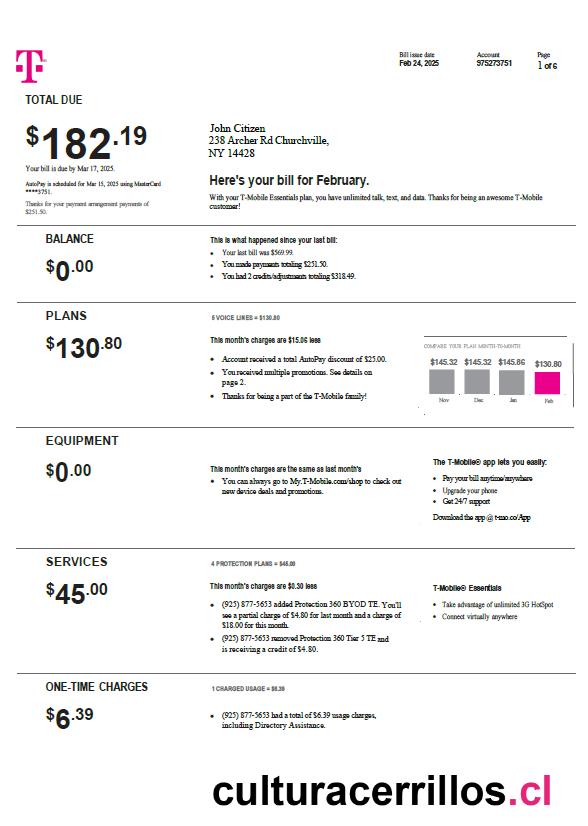 Bill issue date
Feb 24, 2025
Account
975273751
Page
1 of 6
T
TOTAL DUE
$182.19
Your bill is due by Mar 17, 2025.
AutoPay is scheduled for Mar 15, 2025 using MasterCard
****3751.
Thanks for your payment arrangement payments of
$251.50.
John Citizen
238 Archer Rd Churchville,
NY 14428
Here's your bill for February.
With your T-Mobile Essentials plan, you have unlimited talk, text, and data. Thanks for being an awesome T-Mobile
customer!
BALANCE
$0.00
This is what happened since your last bill:
• Your last bill was $569.99.
• You made payments totaling $251.50.
• You had 2 credits/adjustments totaling $318.49.
PLANS
$130.80
5 VOICE LINES = $130.80
This month's charges are $15.06 less
• Account received a total AutoPay discount of $25.00.
• You received multiple promotions. See details on
page 2.
• Thanks for being a part of the T-Mobile family!
COMPARE YOUR PLAN MONTH-TO-MONTH
$145.32 $145.32 $145.86 $130.80
Nov Dec Jan Feb
EQUIPMENT
$0.00
This month's charges are the same as last month's
• You can always go to My.T-Mobile.com/shop to check out
new device deals and promotions.
The T-Mobile® app lets you easily:
• Pay your bill anytime/anywhere
• Upgrade your phone
• Get 24/7 support
Download the app @ t-mo.co/App
SERVICES
$45.00
4 PROTECTION PLANS = $45.00
This month's charges are $0.30 less
• (925) 877-5653 added Protection 360 BYOD TE. You'll
see a partial charge of $4.80 for last month and a charge of
$18.00 for this month.
• (925) 877-5653 removed Protection 360 Tier 5 TE and
is receiving a credit of $4.80.
T-Mobile® Essentials
• Take advantage of unlimited 3G HotSpot
• Connect virtually anywhere
ONE-TIME CHARGES
$6.39
1 CHARGED USAGE = $6.39
• (925) 877-5653 had a total of $6.39 usage charges,
including Directory Assistance.
culturacerrillos.cl